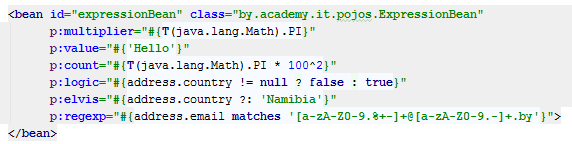 <bean id="expressionBean" class="by.academy.it.pojos.ExpressionBean"
p:multiplier="#{T(java.lang.Math).PI}"
p:value="#{'Hello'}"
p:count="#{T(java.lang.Math).PI * 100^2}"
p:logic="#{address.country != null ? false : true}"
p:elvis="#{address.country ?: 'Namibia'}"
p:regexp="#{address.email matches '[a-zA-Z0-9.%+-]+@[a-zA-Z0-9.-]+.by'}">
</bean>